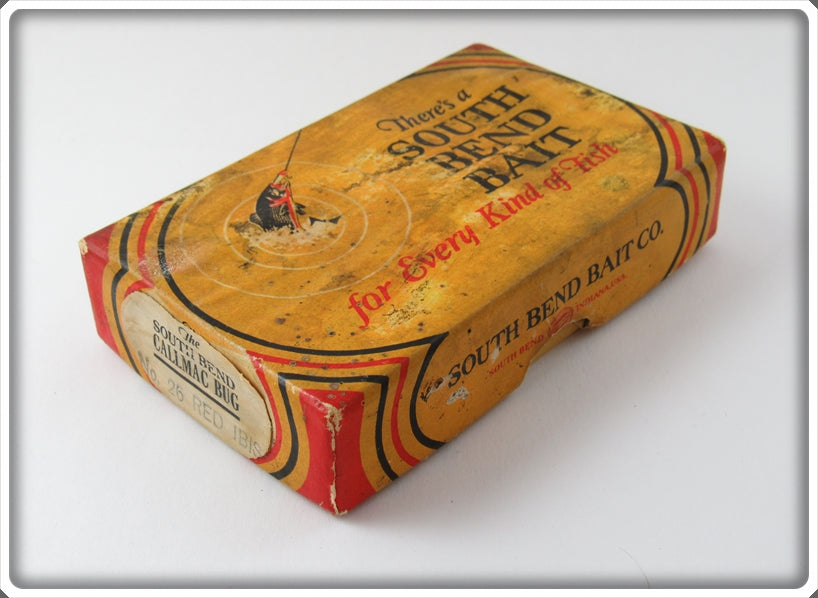 There's a
SOUTH
BEND
BAIT
for Every Kind of Fish
SOUTH BEND BAIT CO.
SOUTH BEND INDIANA, U.S.A.
The
SOUTH BEND
CALLMAC BUG
No. 26 RED IBIS